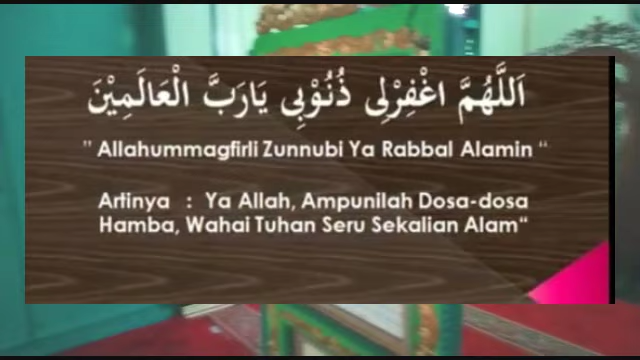 اَللَّهُمَّ اغْفِرْلِى ذُنُوْبِى يَارَبَّ الْعَالَمِيْنَ
" Allahummagfirli Zunnubi Ya Rabbal Alamin "
Artinya : Ya Allah, Ampunilah Dosa-dosa
Hamba, Wahai Tuhan Seru Sekalian Alam"